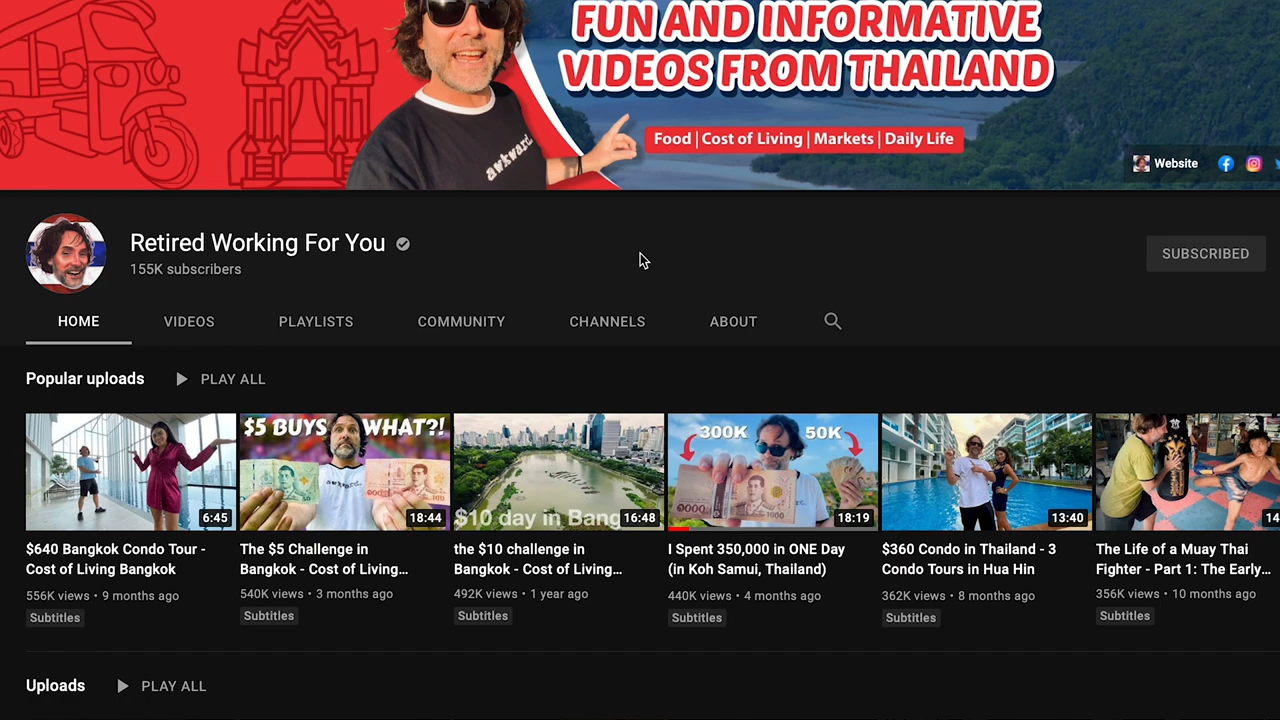 FUN AND INFORMATIVE
VIDEOS FROM THAILAND
Food | Cost of Living | Markets | Daily Life
awkward.
Website
Retired Working For You
155K subscribers
SUBSCRIBED
HOME VIDEOS PLAYLISTS COMMUNITY CHANNELS ABOUT
Popular uploads PLAY ALL
$5 BUYS WHAT?!
awkward.
$10 day in Bang
300K 50K
1000
6:45
18:44
16:48
18:19
13:40
14
$640 Bangkok Condo Tour -
Cost of Living Bangkok
556K views • 9 months ago
Subtitles
The $5 Challenge in
Bangkok - Cost of Living...
540K views • 3 months ago
Subtitles
the $10 challenge in
Bangkok - Cost of Living...
492K views • 1 year ago
Subtitles
I Spent 350,000 in ONE Day
(in Koh Samui, Thailand)
440K views • 4 months ago
Subtitles
$360 Condo in Thailand - 3
Condo Tours in Hua Hin
362K views • 8 months ago
Subtitles
The Life of a Muay Thai
Fighter - Part 1: The Early...
356K views • 10 months ago
Subtitles
Uploads PLAY ALL